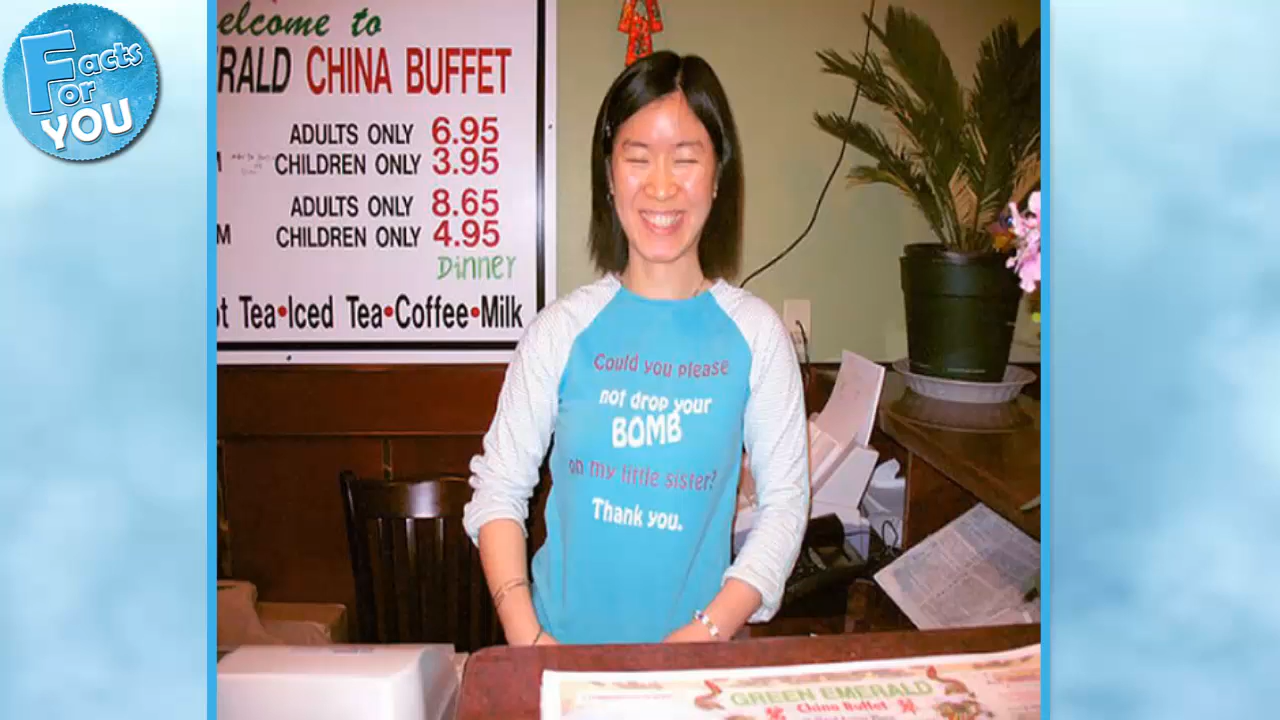 Facts
For
YOU
elcome to
RALD CHINA BUFFET
ADULTS ONLY 6.95
CHILDREN ONLY 3.95
ADULTS ONLY 8.65
M CHILDREN ONLY 4.95
Dinner
t Tea•Iced Tea•Coffee•Milk
Could you please
not drop your
BOMB
on my little sister?
Thank you.
GREEN EMERALD
China Buffet